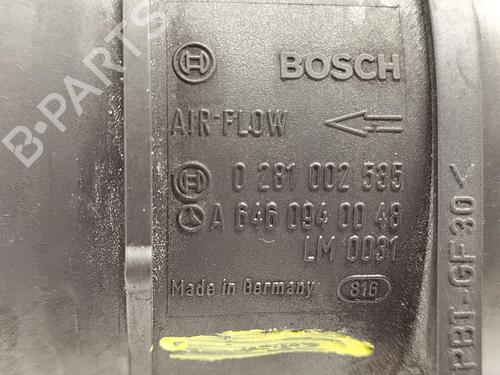 BOSCH
AIR-FLOW
0 281 002 535
A 646 094 00 48
LM 0031
Made in Germany 816
PBT-GF30<
B-PARTS
B-PARTS